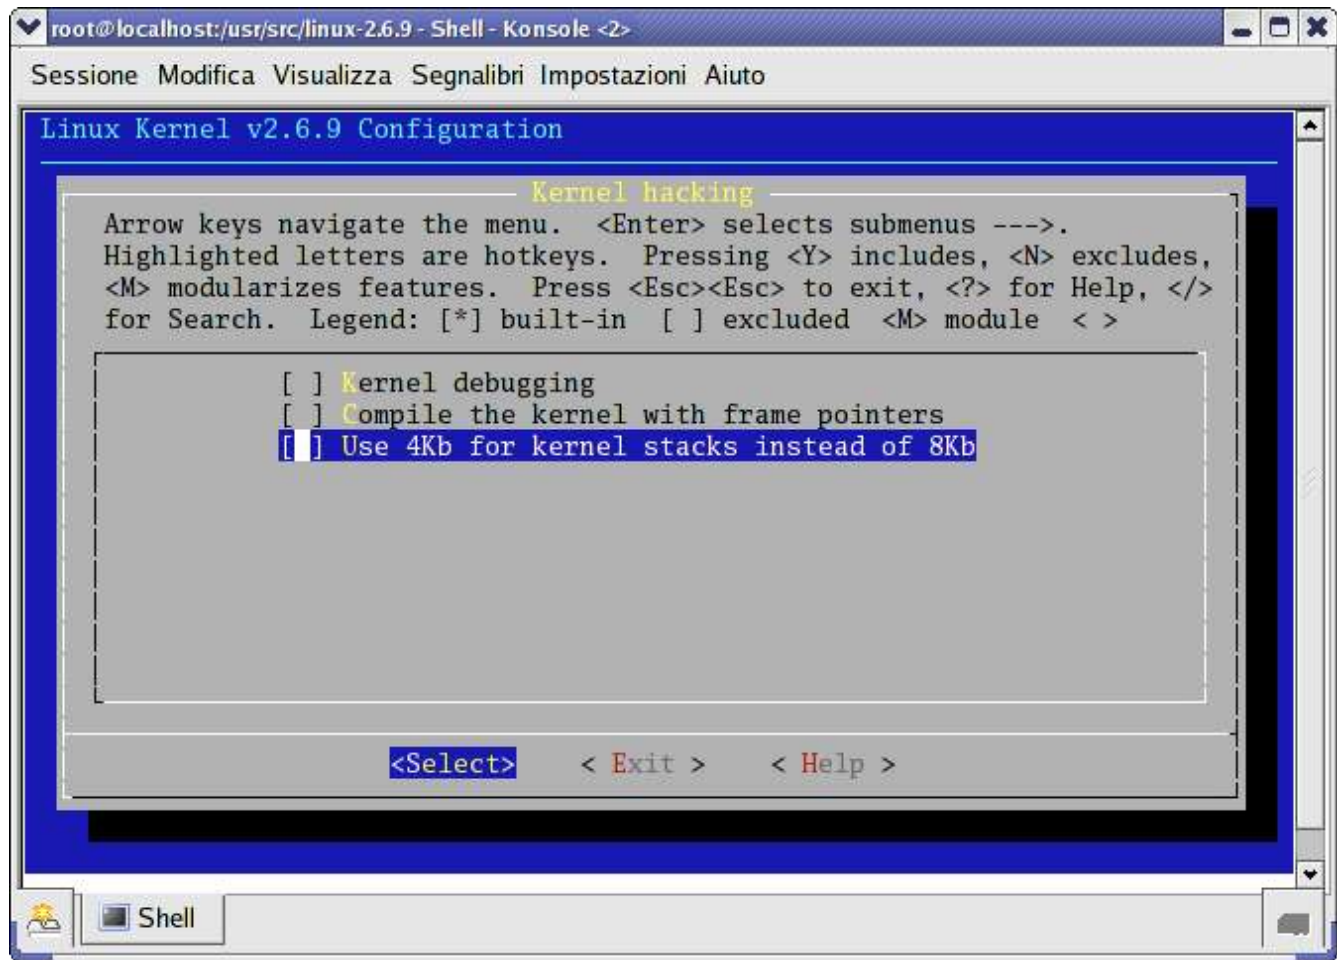 root@localhost:/usr/src/linux-2.6.9 - Shell - Konsole <2>
Sessione Modifica Visualizza Segnalibri Impostazioni Aiuto
Linux Kernel v2.6.9 Configuration
Kernel hacking
Arrow keys navigate the menu. <Enter> selects submenus --->.
Highlighted letters are hotkeys. Pressing <Y> includes, <N> excludes,
<M> modularizes features. Press <Esc><Esc> to exit, <?> for Help, </>
for Search. Legend: [*] built-in [ ] excluded <M> module < >
[ ] Kernel debugging
[ ] Compile the kernel with frame pointers
[ ] Use 4Kb for kernel stacks instead of 8Kb
<Select> < Exit > < Help >
Shell